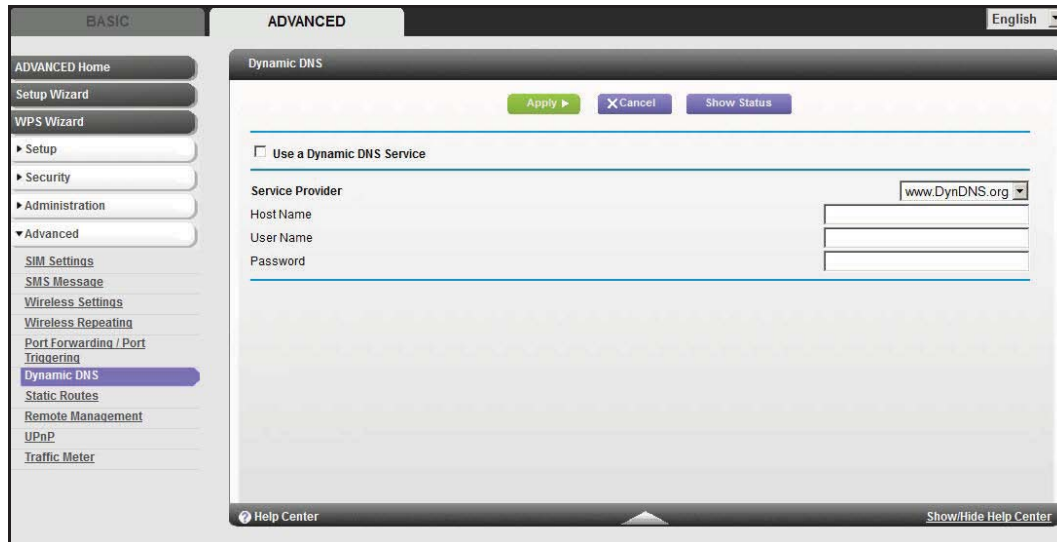 BASIC
ADVANCED
English
ADVANCED Home
Setup Wizard
WPS Wizard
Setup
Security
Administration
Advanced
SIM Settings
SMS Message
Wireless Settings
Wireless Repeating
Port Forwarding / Port
Triggering
Dynamic DNS
Static Routes
Remote Management
UPnP
Traffic Meter
Dynamic DNS
Apply
Cancel
Show Status
Use a Dynamic DNS Service
Service Provider
www.DynDNS.org
Host Name
User Name
Password
Help Center
Show/Hide Help Center